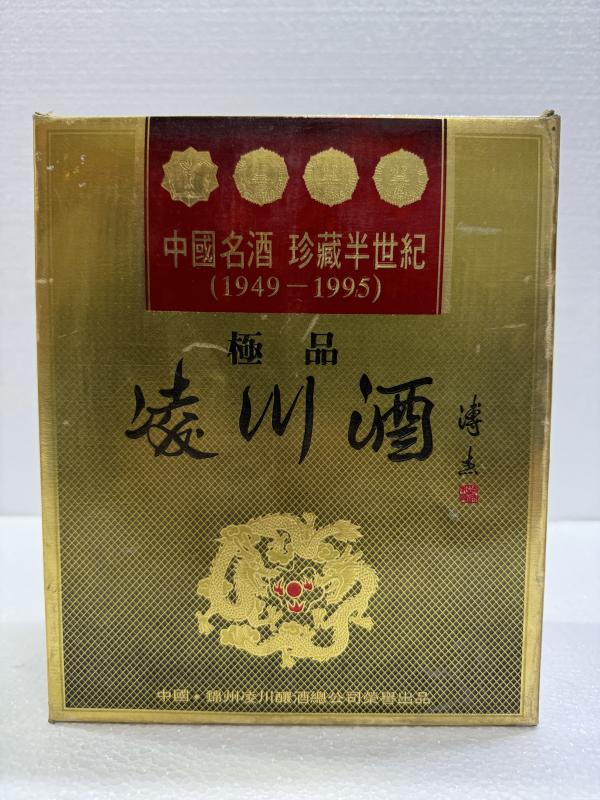 中國名酒 珍藏半世紀
(1949－1995)
極品
凌川酒
溥杰
中國·錦州凌川釀酒總公司榮譽出品